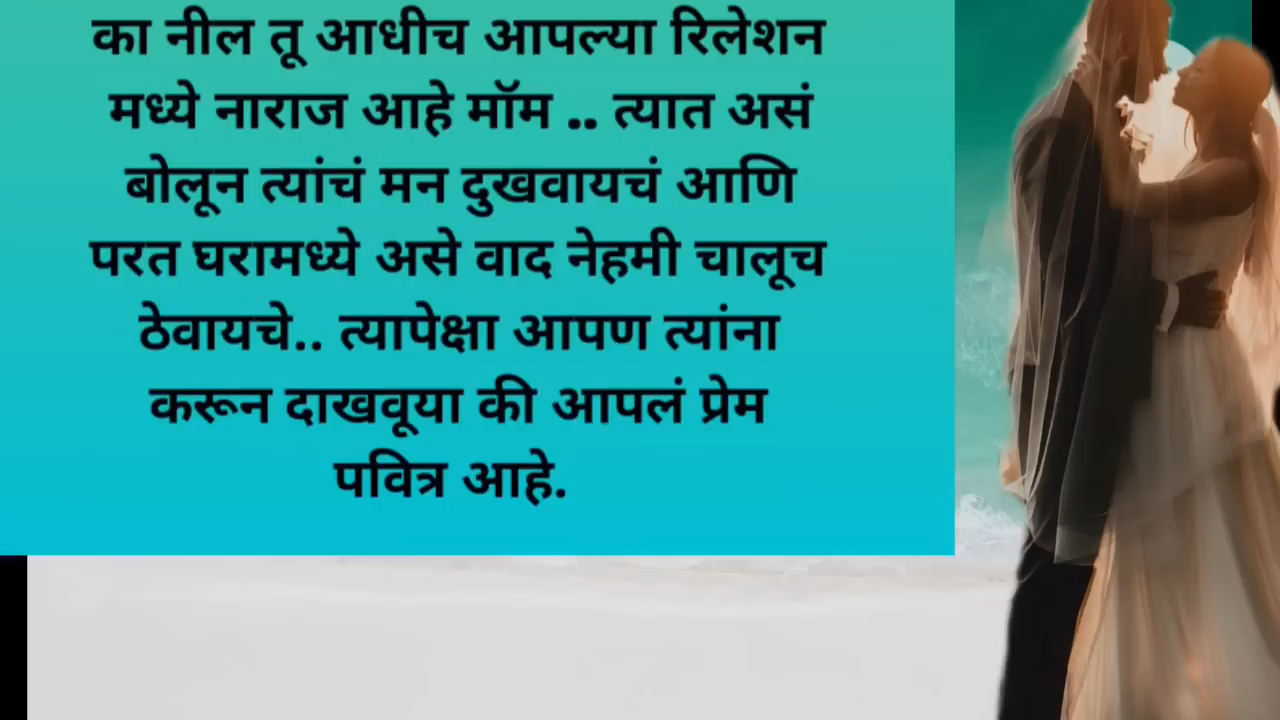 का नील तू आधीच आपल्या रिलेशन
मध्ये नाराज आहे मॉम .. त्यात असं
बोलून त्यांचं मन दुखवायचं आणि
परत घरामध्ये असे वाद नेहमी चालूच
ठेवायचे.. त्यापेक्षा आपण त्यांना
करून दाखवूया की आपलं प्रेम
पवित्र आहे.